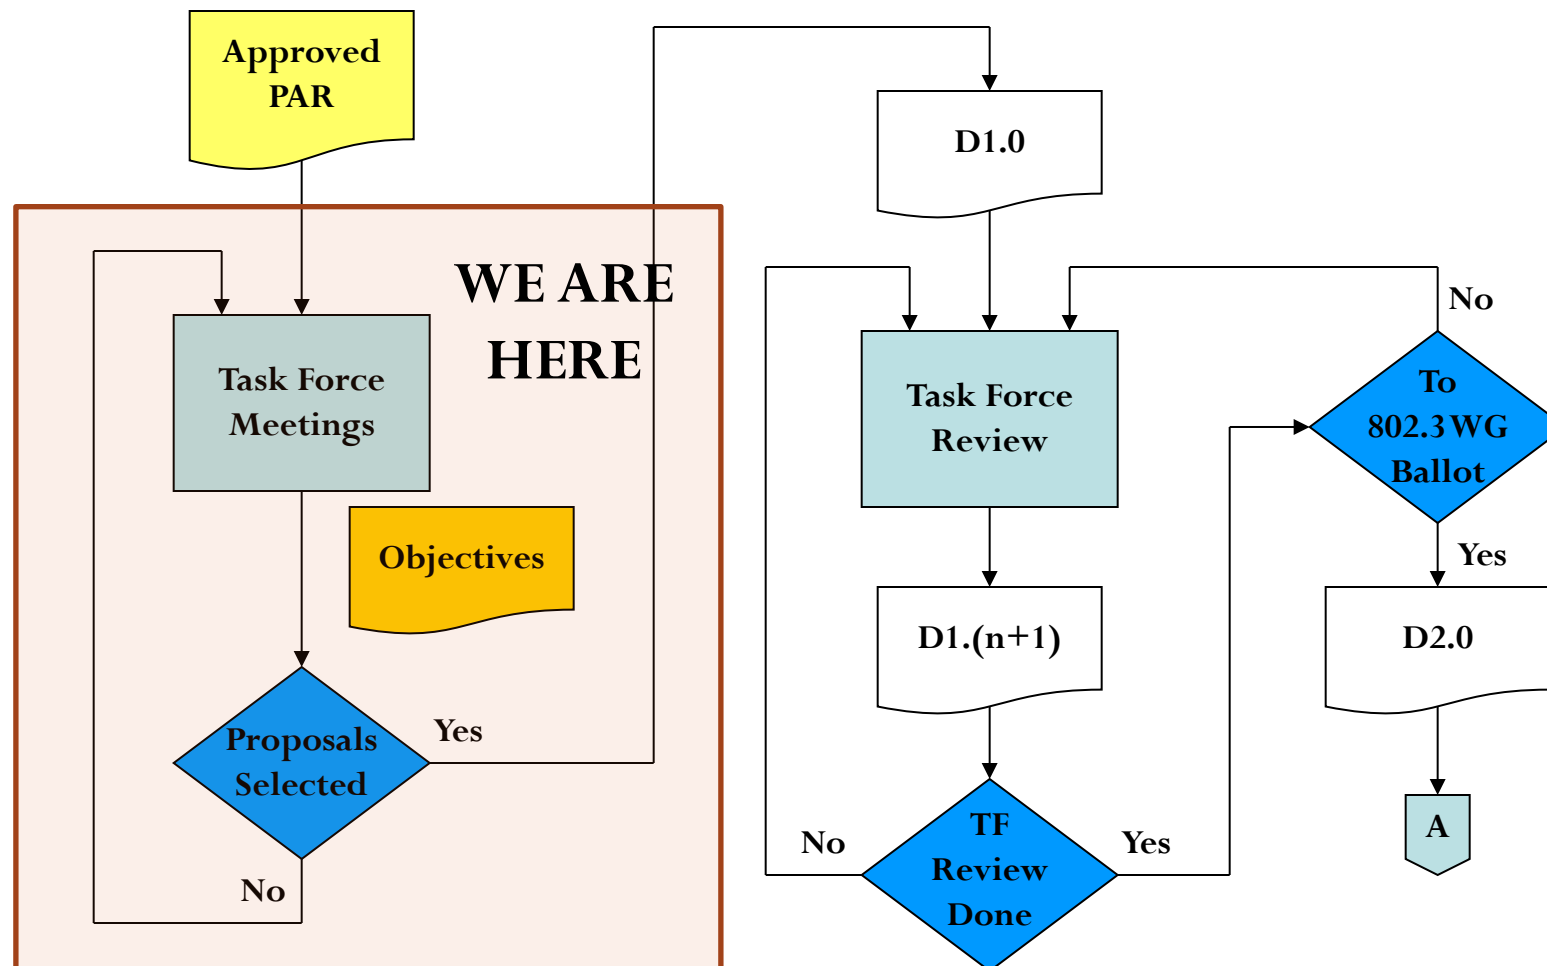 Approved
PAR
WE ARE
HERE
Task Force
Meetings
Objectives
Proposals
Selected
Yes
No
D1.0
Task Force
Review
D1.(n+1)
TF
Review
Done
No
Yes
No
To
802.3 WG
Ballot
Yes
D2.0
A